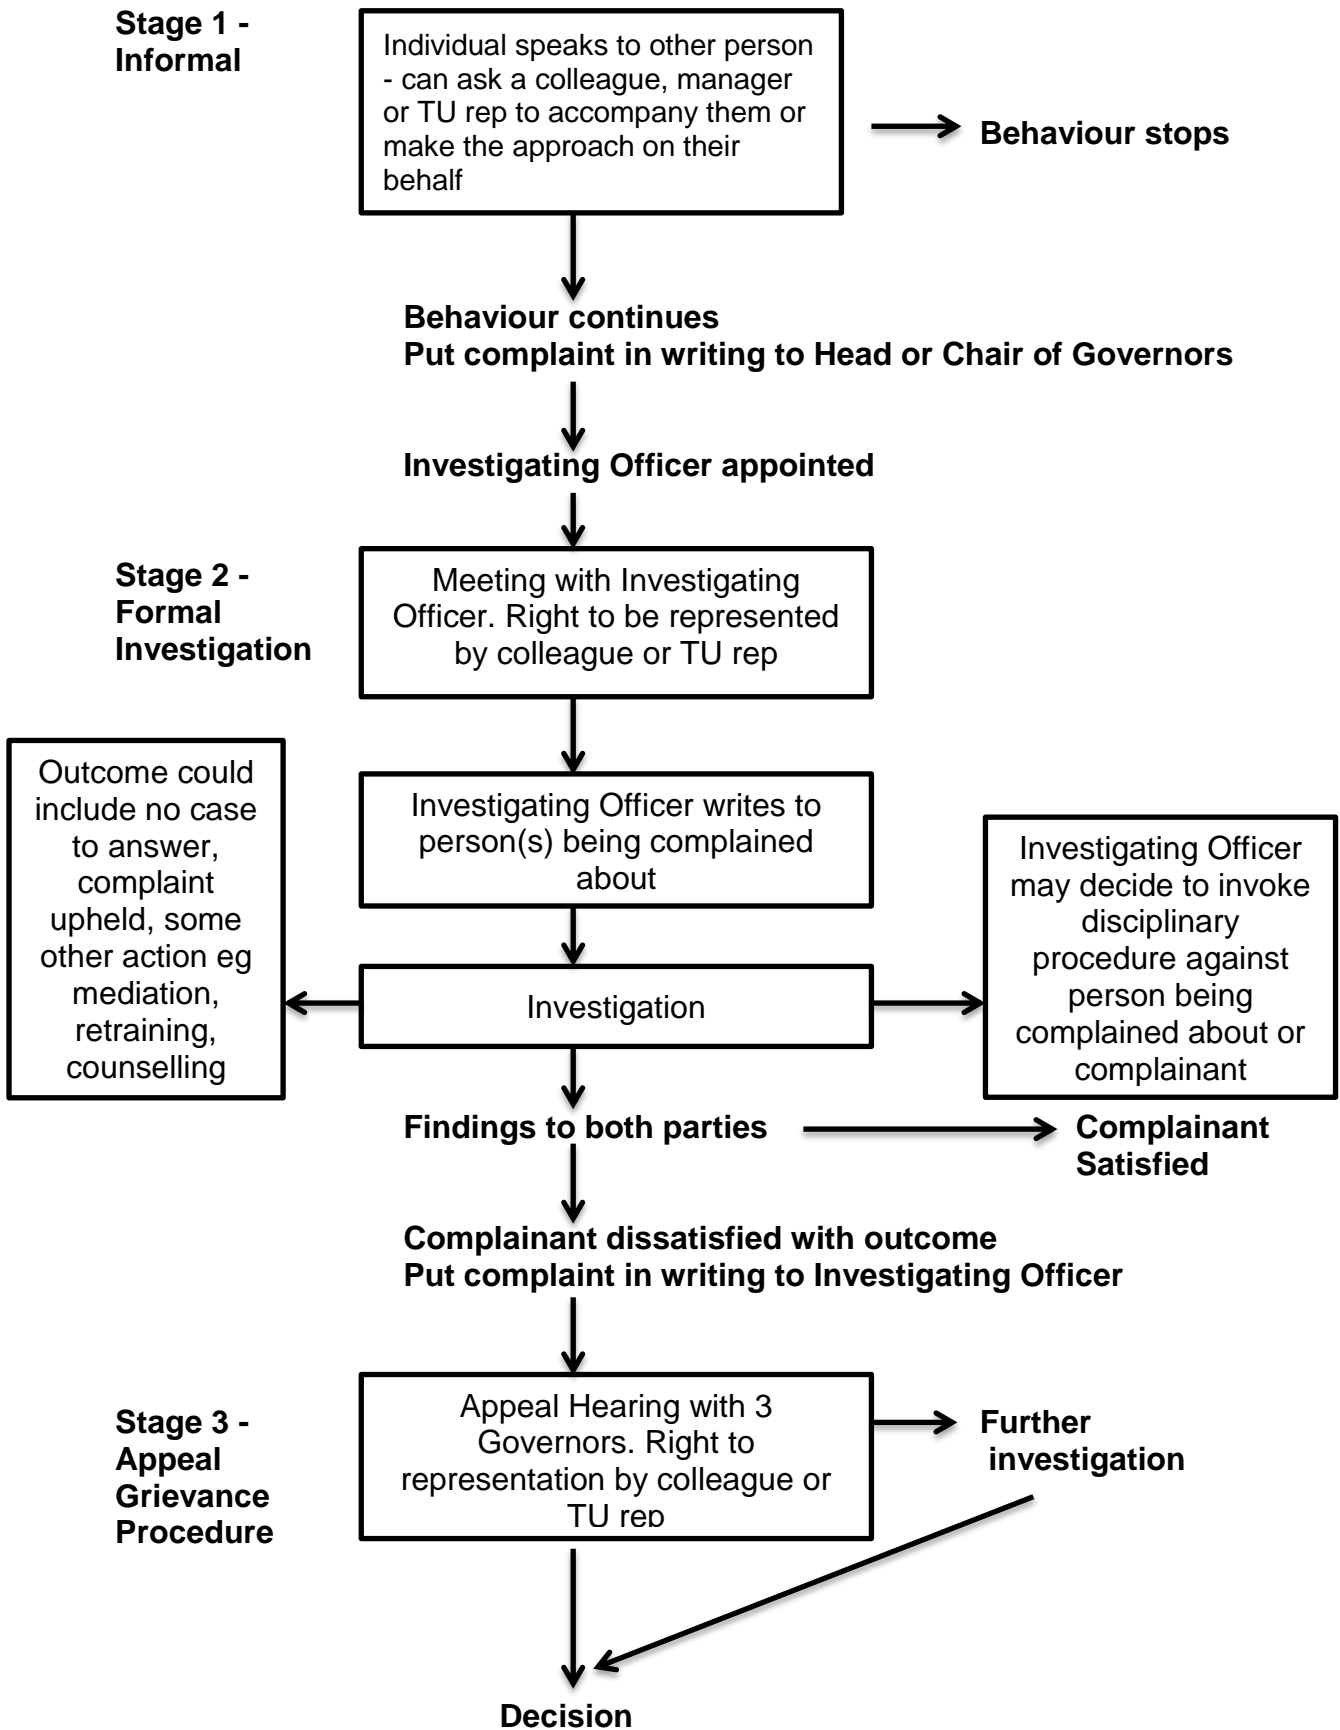 Stage 1 -
Informal
Individual speaks to other person
- can ask a colleague, manager
or TU rep to accompany them or
make the approach on their
behalf
Behaviour stops
Behaviour continues
Put complaint in writing to Head or Chair of Governors
Investigating Officer appointed
Stage 2 -
Formal
Investigation
Meeting with Investigating
Officer. Right to be represented
by colleague or TU rep
Outcome could
include no case
to answer,
complaint
upheld, some
other action eg
mediation,
retraining,
counselling
Investigating Officer writes to
person(s) being complained
about
Investigating Officer
may decide to invoke
disciplinary
procedure against
person being
complained about or
complainant
Investigation
Findings to both parties
Complainant
Satisfied
Complainant dissatisfied with outcome
Put complaint in writing to Investigating Officer
Stage 3 -
Appeal
Grievance
Procedure
Appeal Hearing with 3
Governors. Right to
representation by colleague or
TU rep
Further
investigation
Decision